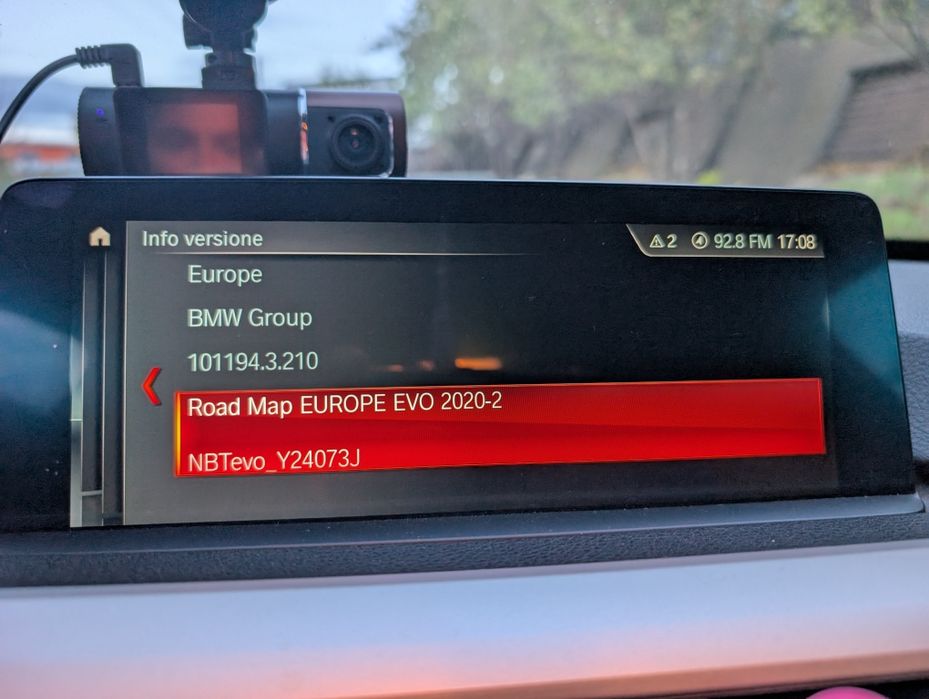 Info versione
2 92.8 FM 17:08
Europe
BMW Group
101194.3.210
Road Map EUROPE EVO 2020-2
NBTevo_Y24073J